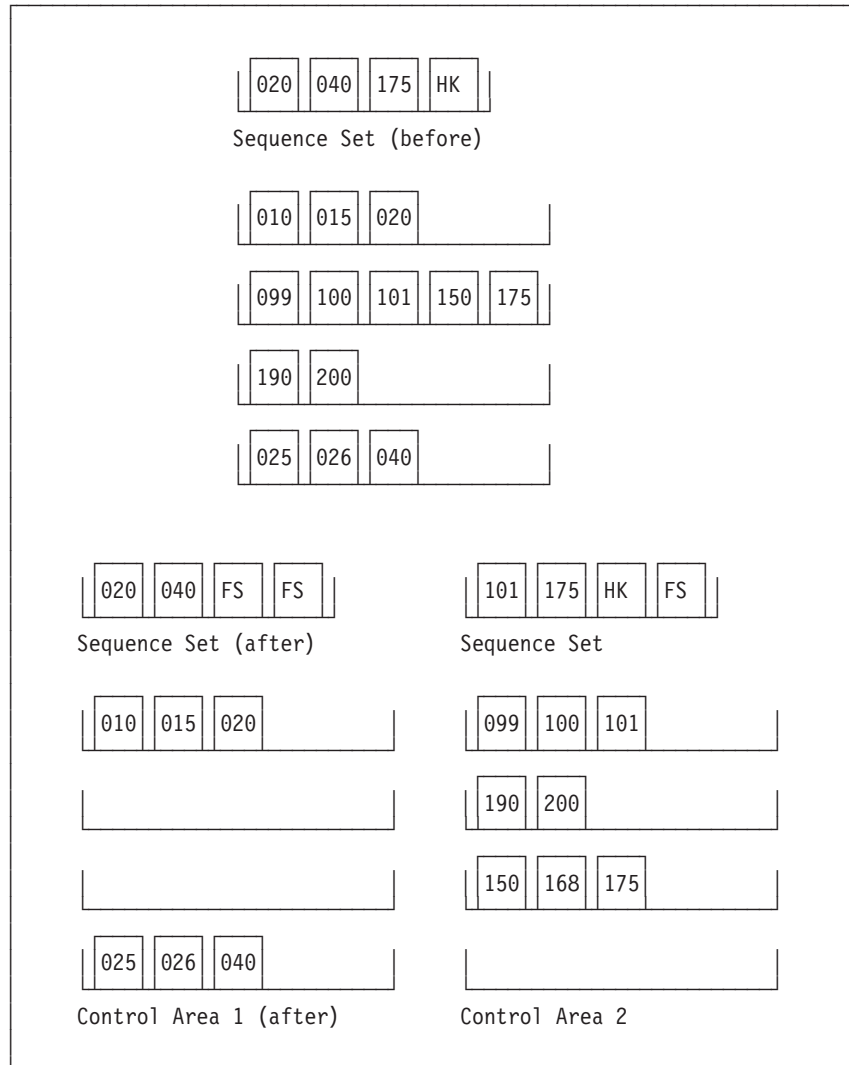 020 040 175 HK
Sequence Set (before)
010 015 020
099 100 101 150 175
190 200
025 026 040
020 040 FS FS
Sequence Set (after)
101 175 HK FS
Sequence Set
010 015 020
099 100 101
190 200
150 168 175
025 026 040
Control Area 1 (after)
Control Area 2